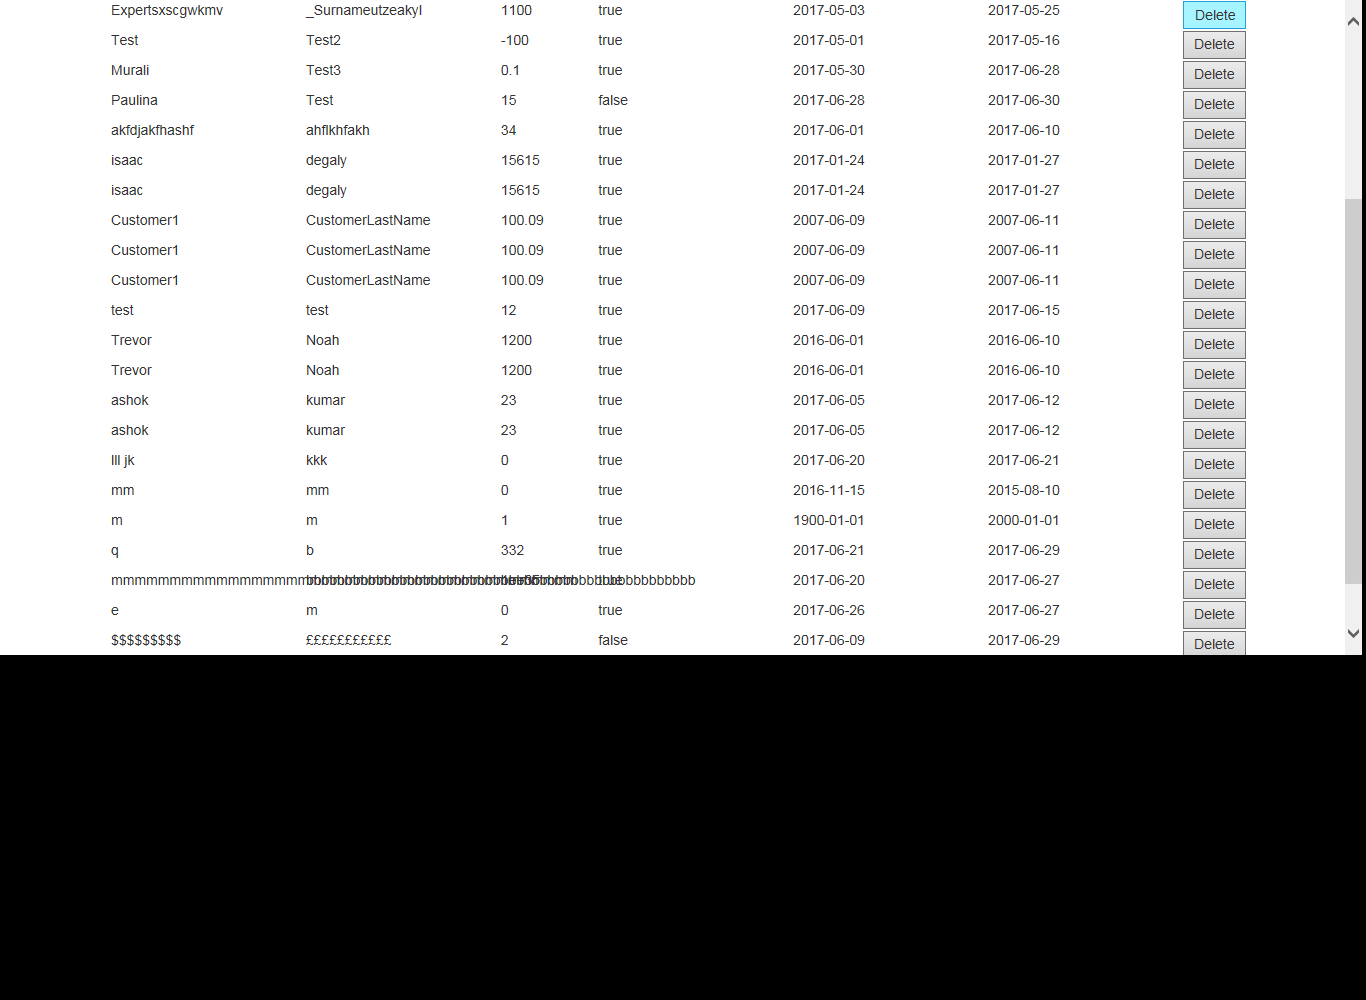 Expertsxscgwkmv _Surnameutzeakyl 1100 true 2017-05-03 2017-05-25 Delete
Test Test2 -100 true 2017-05-01 2017-05-16 Delete
Murali Test3 0.1 true 2017-05-30 2017-06-28 Delete
Paulina Test 15 false 2017-06-28 2017-06-30 Delete
akfdjakfhashf ahflkhfakh 34 true 2017-06-01 2017-06-10 Delete
isaac degaly 15615 true 2017-01-24 2017-01-27 Delete
isaac degaly 15615 true 2017-01-24 2017-01-27 Delete
Customer1 CustomerLastName 100.09 true 2007-06-09 2007-06-11 Delete
Customer1 CustomerLastName 100.09 true 2007-06-09 2007-06-11 Delete
Customer1 CustomerLastName 100.09 true 2007-06-09 2007-06-11 Delete
test test 12 true 2017-06-09 2017-06-15 Delete
Trevor Noah 1200 true 2016-06-01 2016-06-10 Delete
Trevor Noah 1200 true 2016-06-01 2016-06-10 Delete
ashok kumar 23 true 2017-06-05 2017-06-12 Delete
ashok kumar 23 true 2017-06-05 2017-06-12 Delete
lll jk kkk 0 true 2017-06-20 2017-06-21 Delete
mm mm 0 true 2016-11-15 2015-08-10 Delete
m m 1 true 1900-01-01 2000-01-01 Delete
q b 332 true 2017-06-21 2017-06-29 Delete
true 2017-06-20 2017-06-27 Delete
e m 0 true 2017-06-26 2017-06-27 Delete
$$$$$$$$$ £££££££££££ 2 false 2017-06-09 2017-06-29 Delete